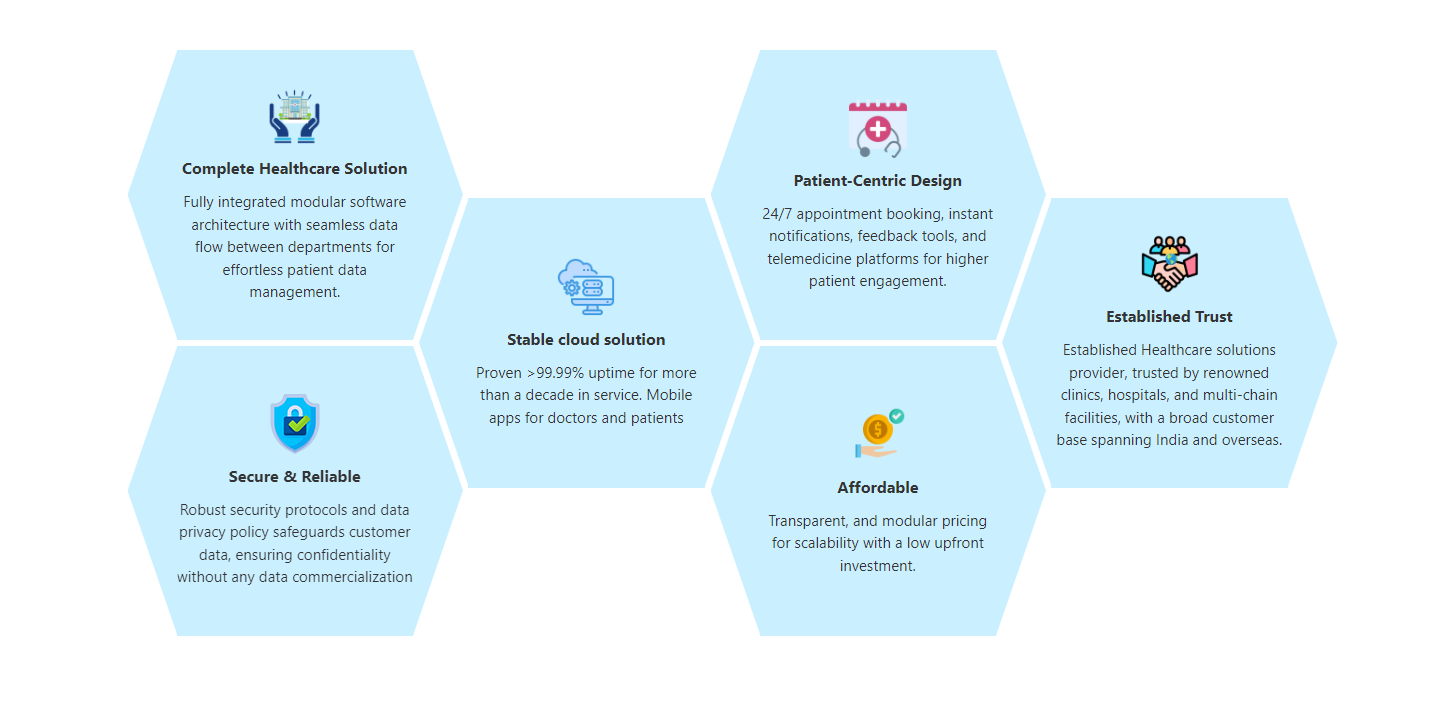 Complete Healthcare Solution
Fully integrated modular software
architecture with seamless data
flow between departments for
effortless patient data
management.
Secure & Reliable
Robust security protocols and data
privacy policy safeguards customer
data, ensuring confidentiality
without any data commercialization
Stable cloud solution
Proven >99.99% uptime for more
than a decade in service. Mobile
apps for doctors and patients
Patient-Centric Design
24/7 appointment booking, instant
notifications, feedback tools, and
telemedicine platforms for higher
patient engagement.
Affordable
Transparent, and modular pricing
for scalability with a low upfront
investment.
Established Trust
Established Healthcare solutions
provider, trusted by renowned
clinics, hospitals, and multi-chain
facilities, with a broad customer
base spanning India and overseas.